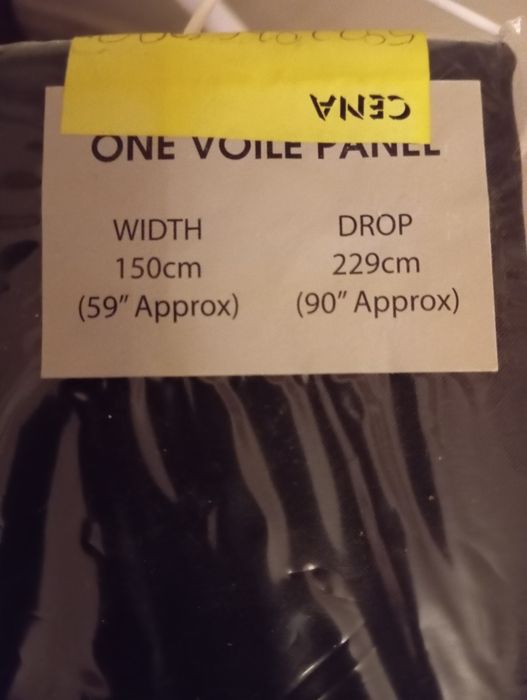 CENA
ONE VOILE PANEL
WIDTH
150cm
(59” Approx)
DROP
229cm
(90” Approx)